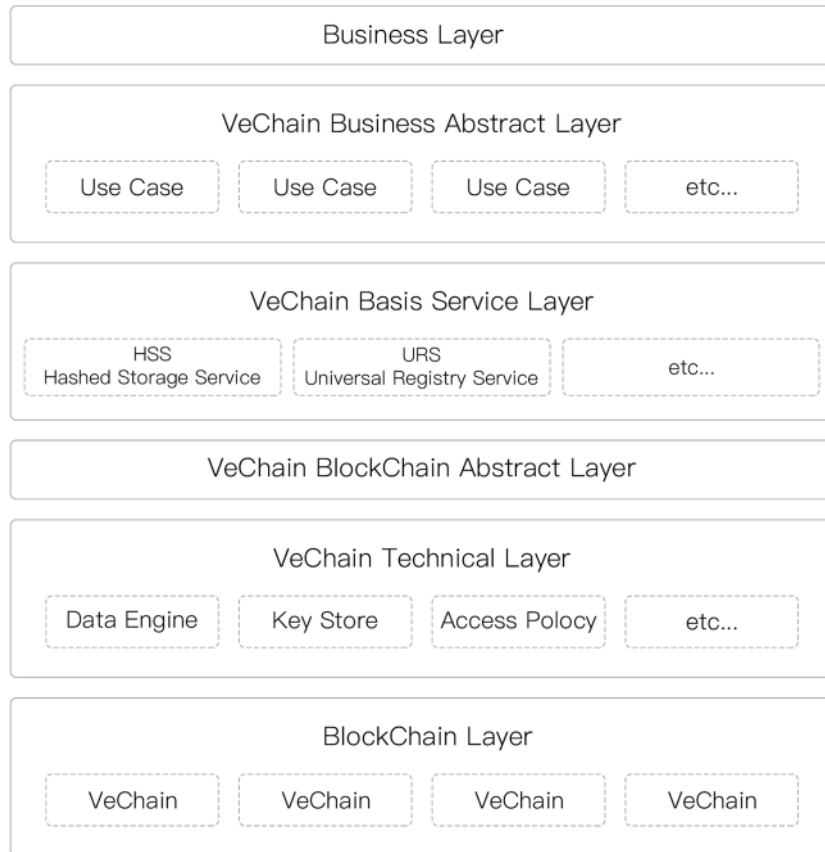 Business Layer
VeChain Business Abstract Layer
Use Case
Use Case
Use Case
etc...
VeChain Basis Service Layer
HSS
Hashed Storage Service
URS
Universal Registry Service
etc...
VeChain BlockChain Abstract Layer
VeChain Technical Layer
Data Engine
Key Store
Access Polocy
etc...
BlockChain Layer
VeChain
VeChain
VeChain
VeChain